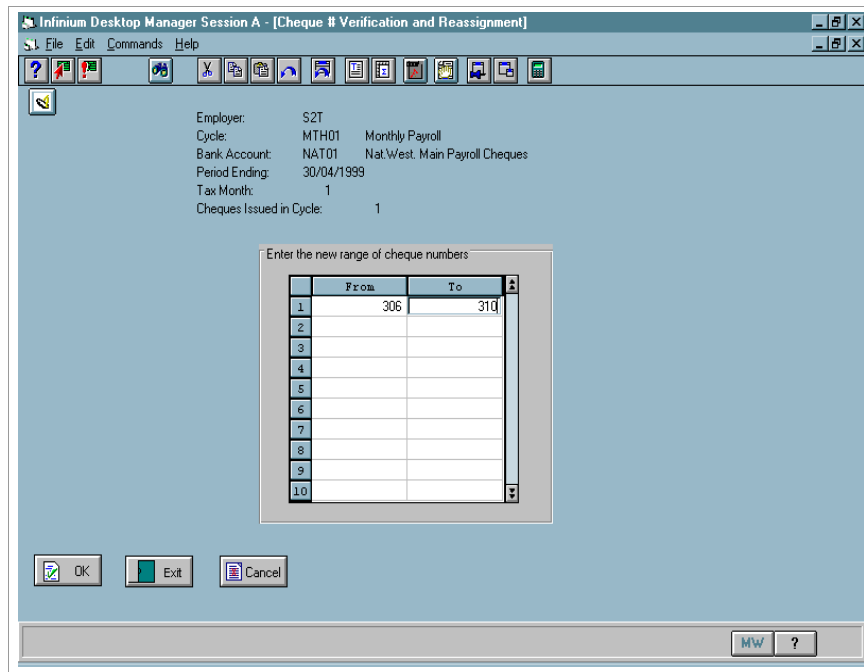 Infinium Desktop Manager Session A - [Cheque # Verification and Reassignment]
File Edit Commands Help
Employer: S2T
Cycle: MTH01 Monthly Payroll
Bank Account: NAT01 Nat.West. Main Payroll Cheques
Period Ending: 30/04/1999
Tax Month: 1
Cheques Issued in Cycle: 1
Enter the new range of cheque numbers
From To
1 306 310
2
3
4
5
6
7
8
9
10
OK Exit Cancel
MW ?